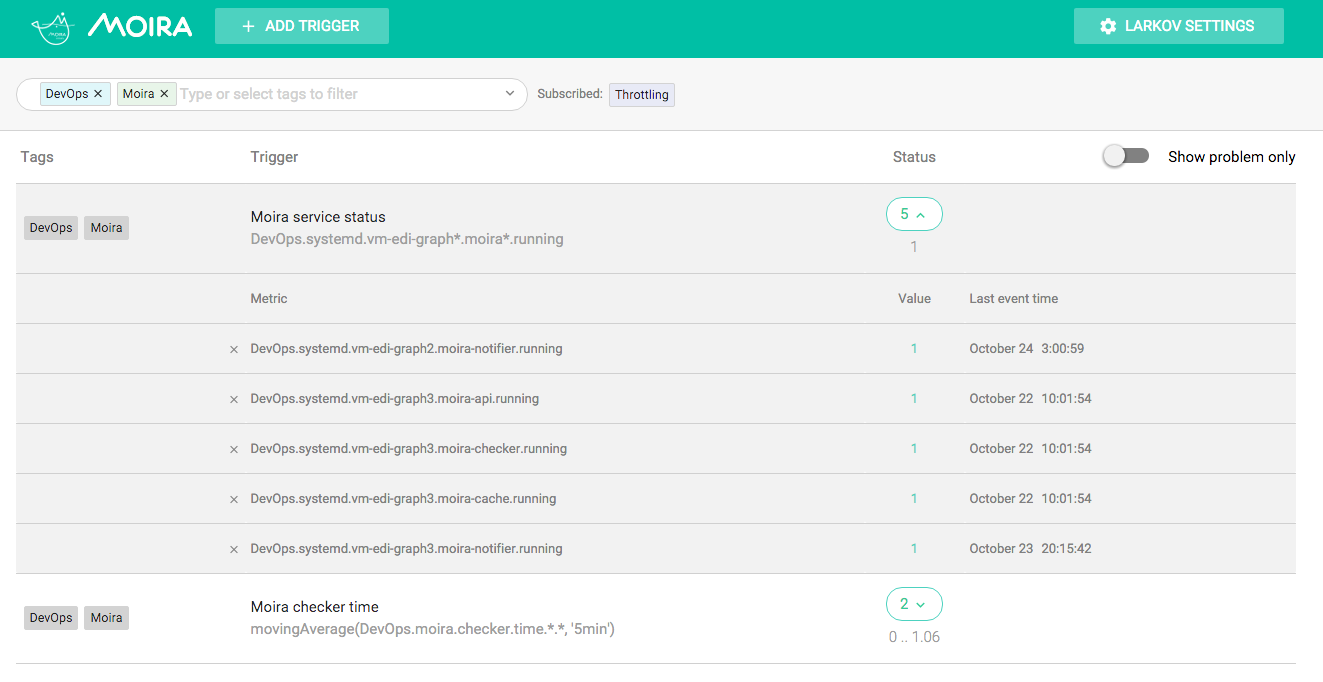 MOIRA
MOIRA
+ ADD TRIGGER
LARKOV SETTINGS
DevOps × Moira × Type or select tags to filter
Subscribed: Throttling
Tags Trigger Status Show problem only
DevOps Moira
Moira service status
DevOps.systemd.vm-edi-graph*.moira*.running
5
1
Metric Value Last event time
× DevOps.systemd.vm-edi-graph2.moira-notifier.running 1 October 24 3:00:59
× DevOps.systemd.vm-edi-graph3.moira-api.running 1 October 22 10:01:54
× DevOps.systemd.vm-edi-graph3.moira-checker.running 1 October 22 10:01:54
× DevOps.systemd.vm-edi-graph3.moira-cache.running 1 October 22 10:01:54
× DevOps.systemd.vm-edi-graph3.moira-notifier.running 1 October 23 20:15:42
DevOps Moira
Moira checker time
movingAverage(DevOps.moira.checker.time.*.*, '5min')
2
0 .. 1.06